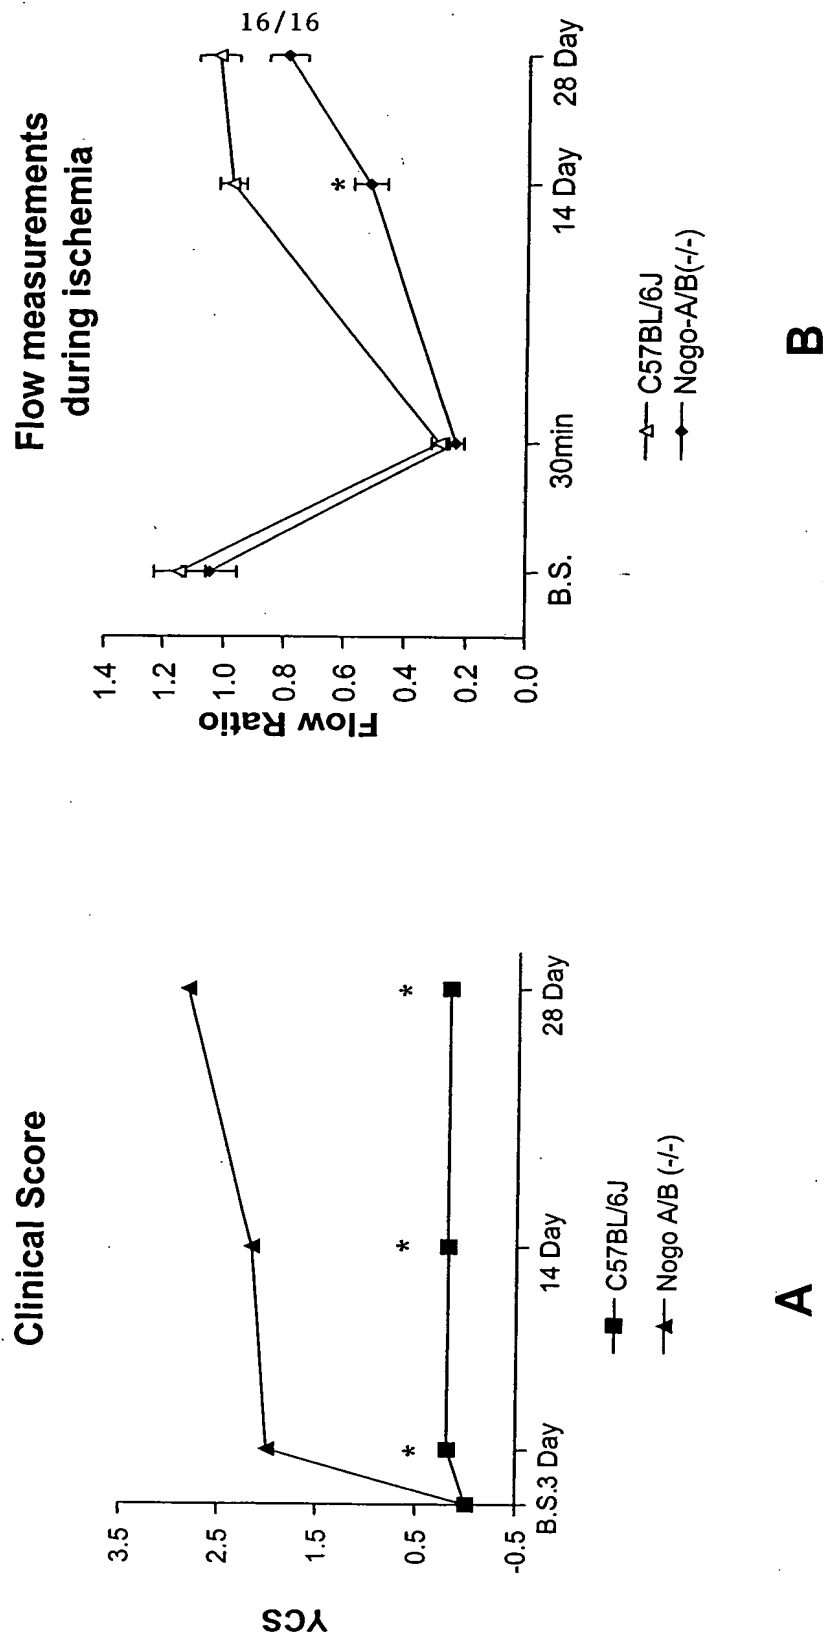 16/16
Clinical Score
YCS
3.5
2.5
1.5
0.5
-0.5
*
*
*
B.S.
3 Day
14 Day
28 Day
C57BL/6J
Nogo A/B (-/-)
A
Flow measurements
during ischemia
Flow Ratio
1.4
1.2
1.0
0.8
0.6
0.4
0.2
0.0
*
B.S.
30min
14 Day
28 Day
C57BL/6J
Nogo-A/B(-/-)
B